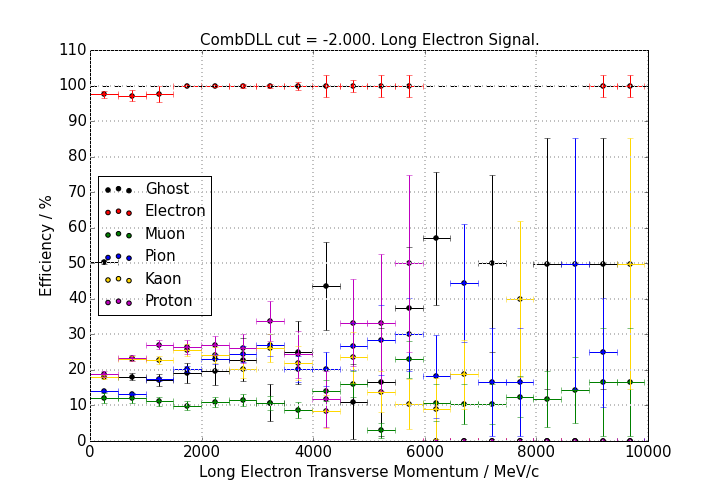 CombDLL cut = -2.000. Long Electron Signal.
110
100
90
80
70
60
50
40
30
20
10
0
Efficiency / %
Ghost
Electron
Muon
Pion
Kaon
Proton
0 2000 4000 6000 8000 10000
Long Electron Transverse Momentum / MeV/c